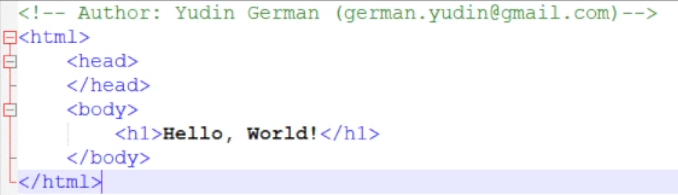 <!-- Author: Yudin German (german.yudin@gmail.com)-->
<html>
<head>
</head>
<body>
<h1>Hello, World!</h1>
</body>
</html>